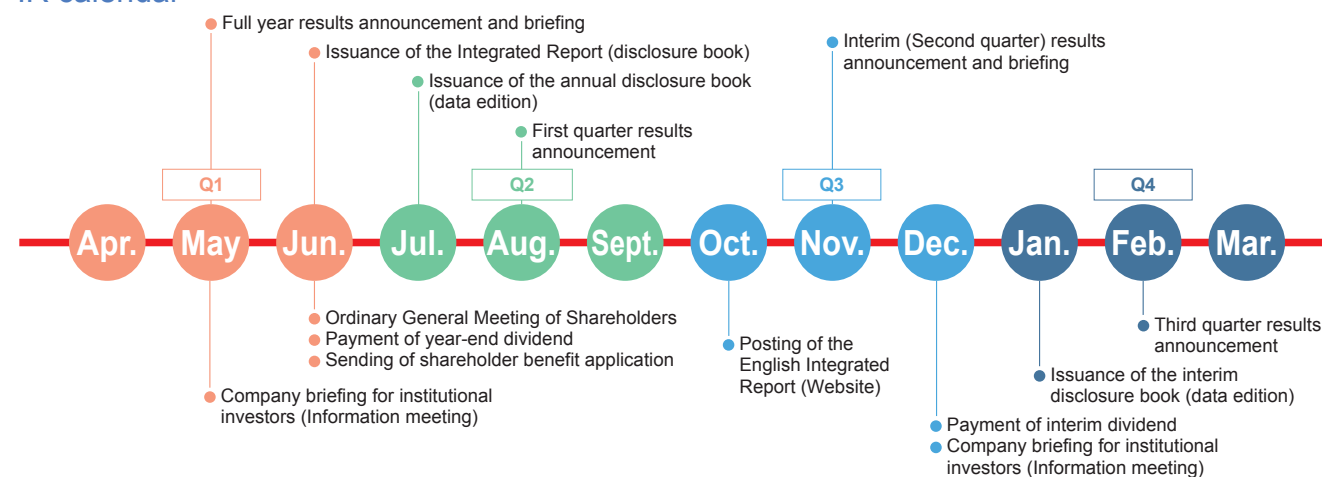 IR calendar
Full year results announcement and briefing
Issuance of the Integrated Report (disclosure book)
Issuance of the annual disclosure book
(data edition)
First quarter results
announcement
Interim (Second quarter) results
announcement and briefing
Q1
Q2
Q3
Q4
Apr.
May
Jun.
Jul.
Aug.
Sept.
Oct.
Nov.
Dec.
Jan.
Feb.
Mar.
Ordinary General Meeting of Shareholders
Payment of year-end dividend
Sending of shareholder benefit application
Company briefing for institutional
investors (Information meeting)
Posting of the
English Integrated
Report (Website)
Payment of interim dividend
Company briefing for institutional
investors (Information meeting)
Issuance of the interim
disclosure book (data edition)
Third quarter results
announcement